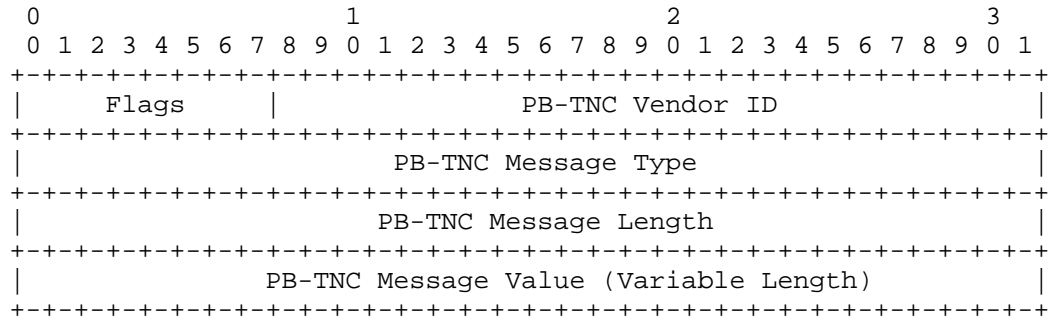 0                   1                   2                   3
 0 1 2 3 4 5 6 7 8 9 0 1 2 3 4 5 6 7 8 9 0 1 2 3 4 5 6 7 8 9 0 1
+-+-+-+-+-+-+-+-+-+-+-+-+-+-+-+-+-+-+-+-+-+-+-+-+-+-+-+-+-+-+-+-+
|     Flags     |               PB-TNC Vendor ID                |
+-+-+-+-+-+-+-+-+-+-+-+-+-+-+-+-+-+-+-+-+-+-+-+-+-+-+-+-+-+-+-+-+
|                       PB-TNC Message Type                     |
+-+-+-+-+-+-+-+-+-+-+-+-+-+-+-+-+-+-+-+-+-+-+-+-+-+-+-+-+-+-+-+-+
|                      PB-TNC Message Length                    |
+-+-+-+-+-+-+-+-+-+-+-+-+-+-+-+-+-+-+-+-+-+-+-+-+-+-+-+-+-+-+-+-+
|               PB-TNC Message Value (Variable Length)          |
+-+-+-+-+-+-+-+-+-+-+-+-+-+-+-+-+-+-+-+-+-+-+-+-+-+-+-+-+-+-+-+-+